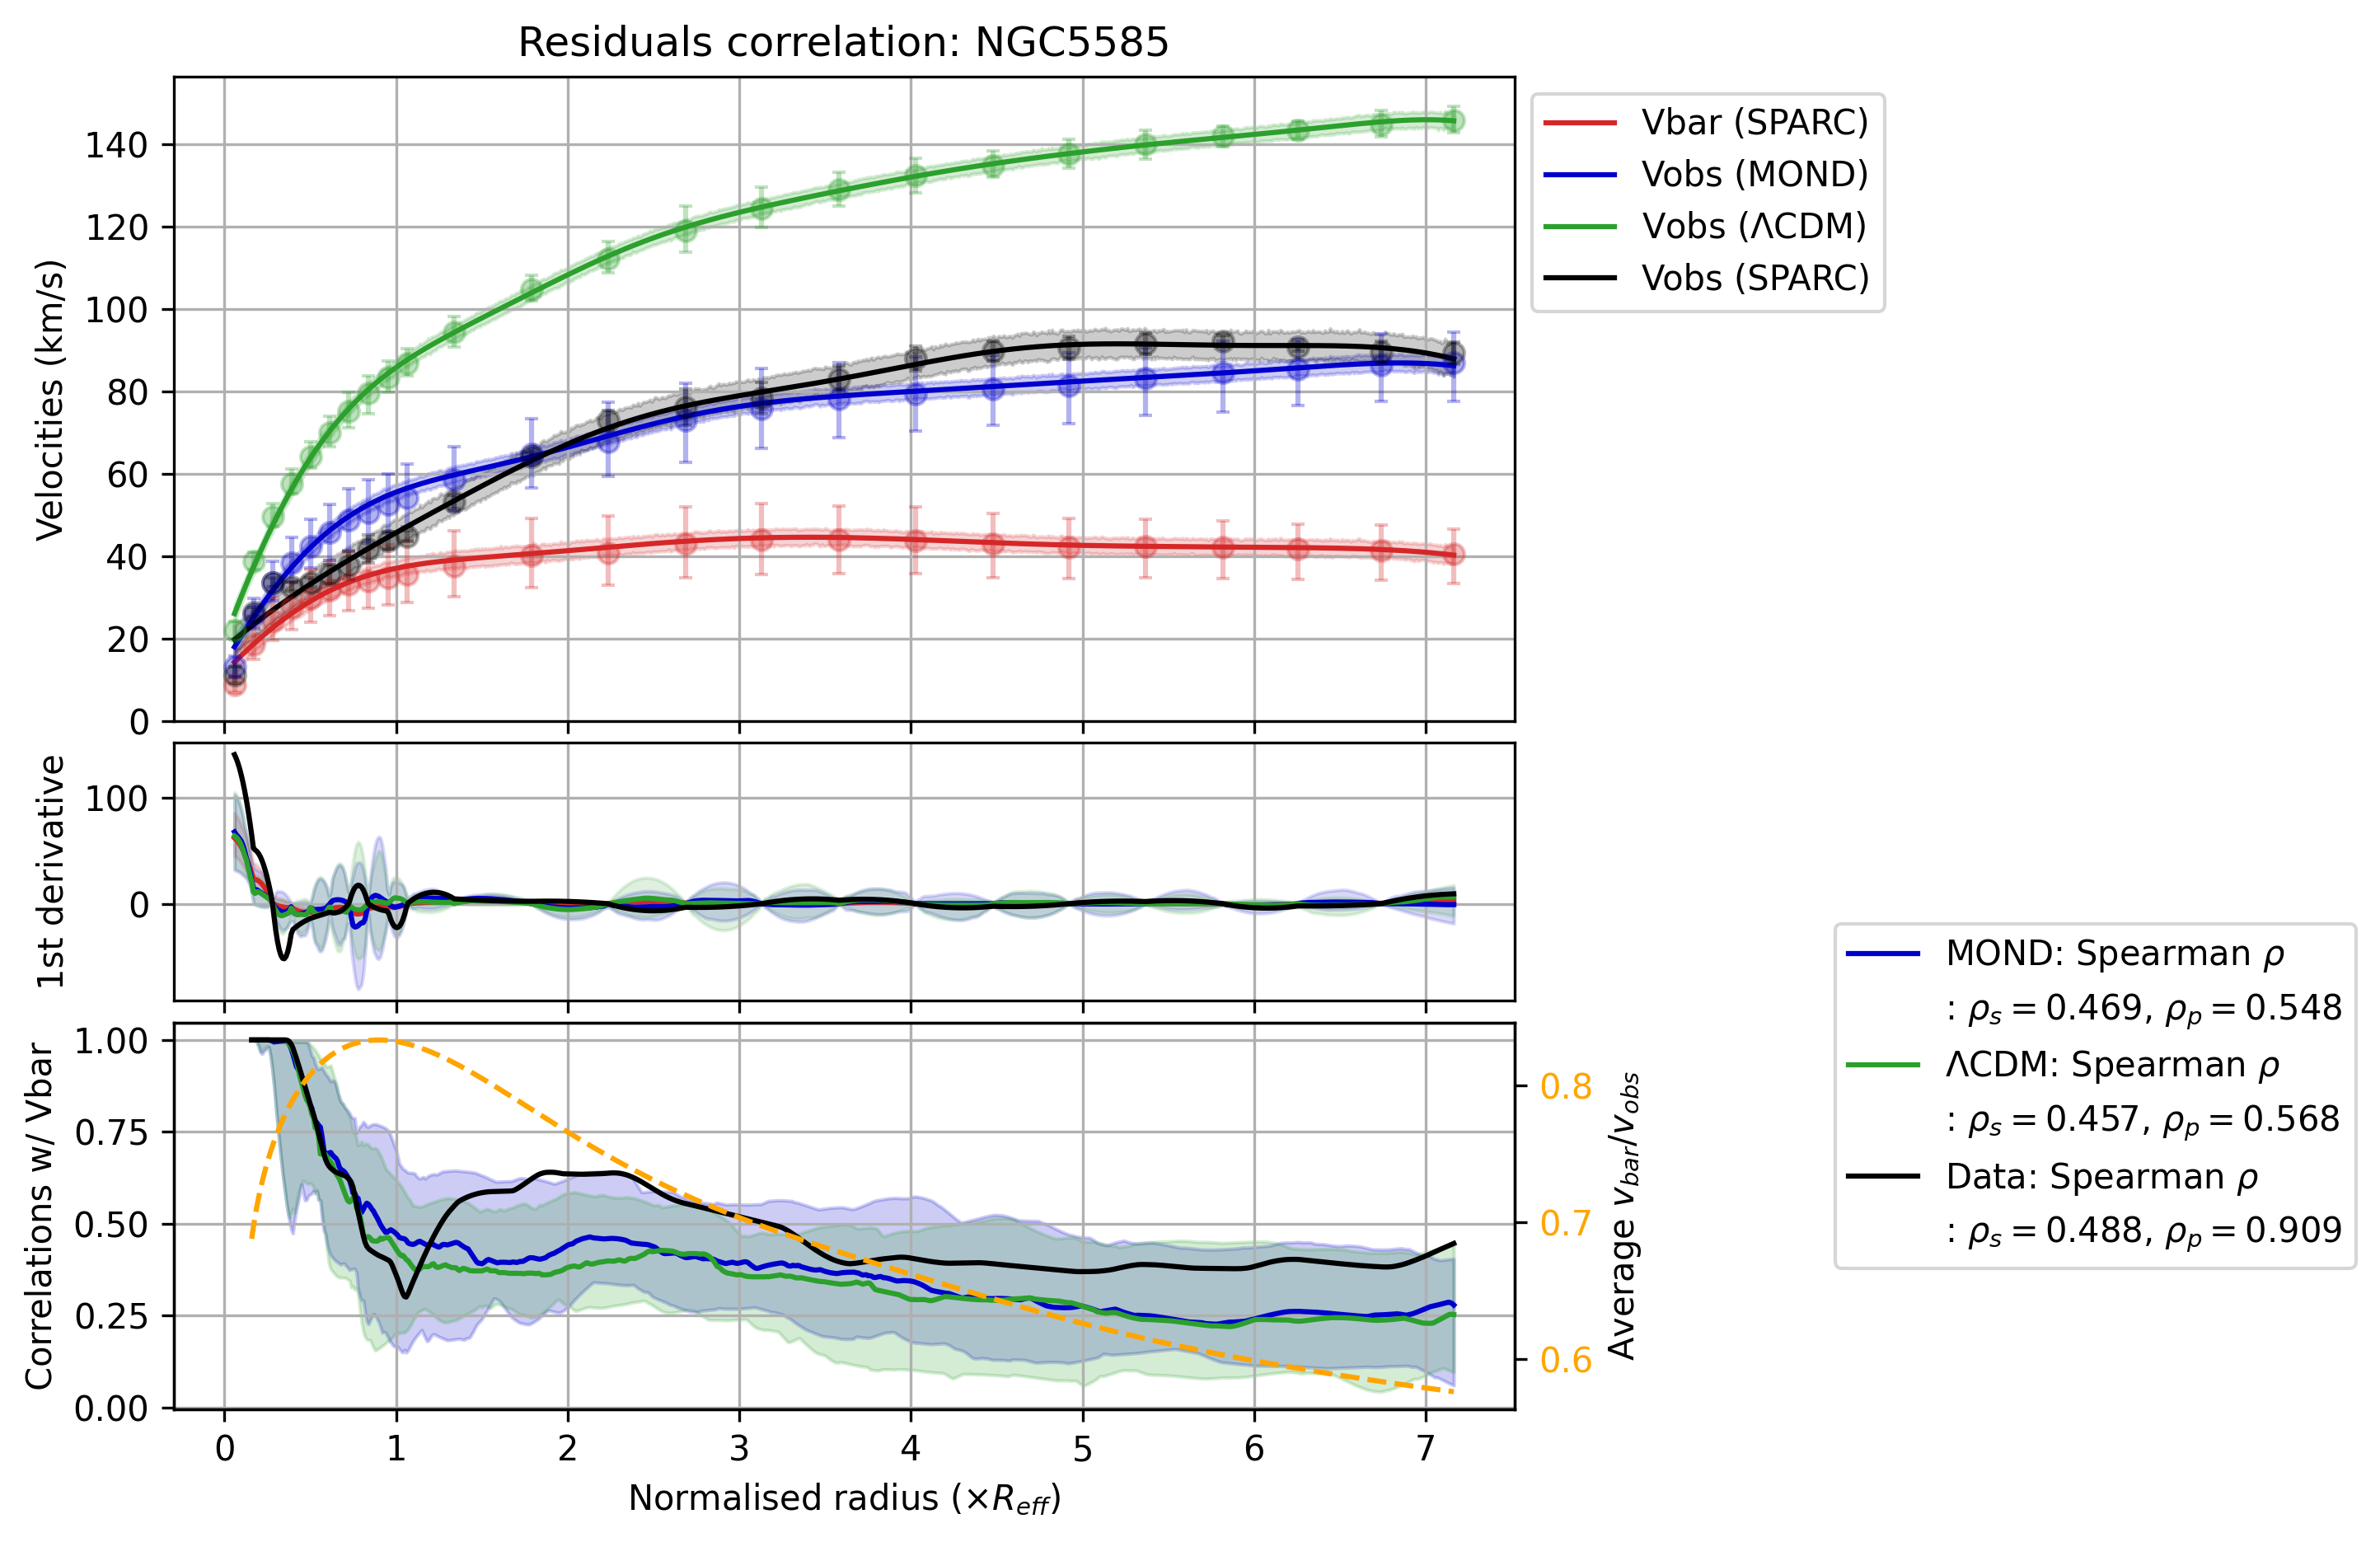 Residuals correlation: NGC5585
Velocities (km/s)
140
120
100
80
60
40
20
0
Vbar (SPARC)
Vobs (MOND)
Vobs (ΛCDM)
Vobs (SPARC)
1st derivative
100
0
Correlations w/ Vbar
1.00
0.75
0.50
0.25
0.00
0.8
0.7
0.6
Average v_bar/v_obs
0 1 2 3 4 5 6 7
Normalised radius (×R_eff)
MOND: Spearman ρ
: ρ_s = 0.469, ρ_p = 0.548
ΛCDM: Spearman ρ
: ρ_s = 0.457, ρ_p = 0.568
Data: Spearman ρ
: ρ_s = 0.488, ρ_p = 0.909